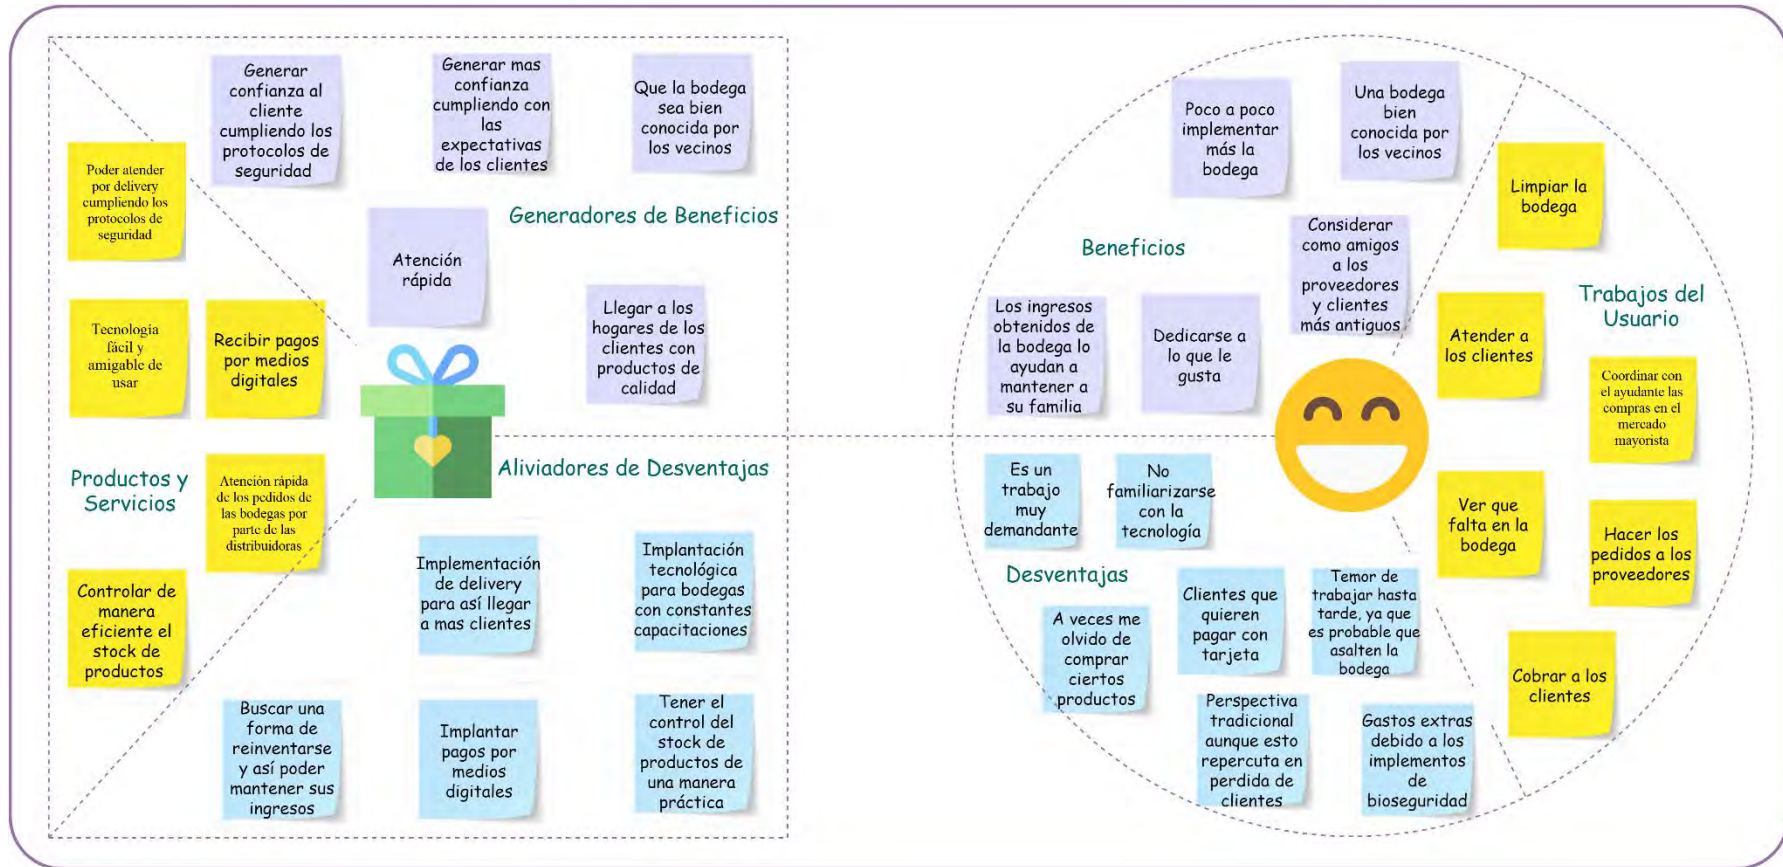 Generar
confianza al
cliente
cumpliendo los
protocolos de
seguridad
Generar mas
confianza
cumpliendo con
las
expectativas
de los clientes
Que la bodega
sea bien
conocida por
los vecinos
Generadores de Beneficios
Atención
rápida
Llegar a los
hogares de los
clientes con
productos de
calidad
Poder atender
por delivery
cumpliendo los
protocolos de
seguridad
Tecnología
fácil y
amigable de
usar
Recibir pagos
por medios
digitales
Productos y
Servicios
Atención rápida
de los pedidos de
las bodegas por
parte de las
distribuidoras
Controlar de
manera
eficiente el
stock de
productos
Aliviadores de Desventajas
Implementación
de delivery
para así llegar
a mas clientes
Implantación
tecnológica
para bodegas
con constantes
capacitaciones
Buscar una
forma de
reinventarse
y así poder
mantener sus
ingresos
Implantar
pagos por
medios
digitales
Tener el
control del
stock de
productos de
una manera
práctica
Poco a poco
implementar
más la
bodega
Una bodega
bien
conocida por
los vecinos
Beneficios
Considerar
como amigos
a los
proveedores
y clientes
más antiguos
Los ingresos
obtenidos de
la bodega lo
ayudan a
mantener a
su familia
Dedicarse a
lo que le
gusta
Limpiar la
bodega
Trabajos del
Usuario
Atender a
los clientes
Coordinar con
el ayudante las
compras en el
mercado
mayorista
Ver que
falta en la
bodega
Hacer los
pedidos a los
proveedores
Cobrar a los
clientes
Es un
trabajo
muy
demandante
No
familiarizarse
con la
tecnología
Desventajas
A veces me
olvido de
comprar
ciertos
productos
Clientes que
quieren
pagar con
tarjeta
Temor de
trabajar hasta
tarde, ya que
es probable que
asalten la
bodega
Perspectiva
tradicional
aunque esto
repercuta en
perdida de
clientes
Gastos extras
debido a los
implementos
de
bioseguridad